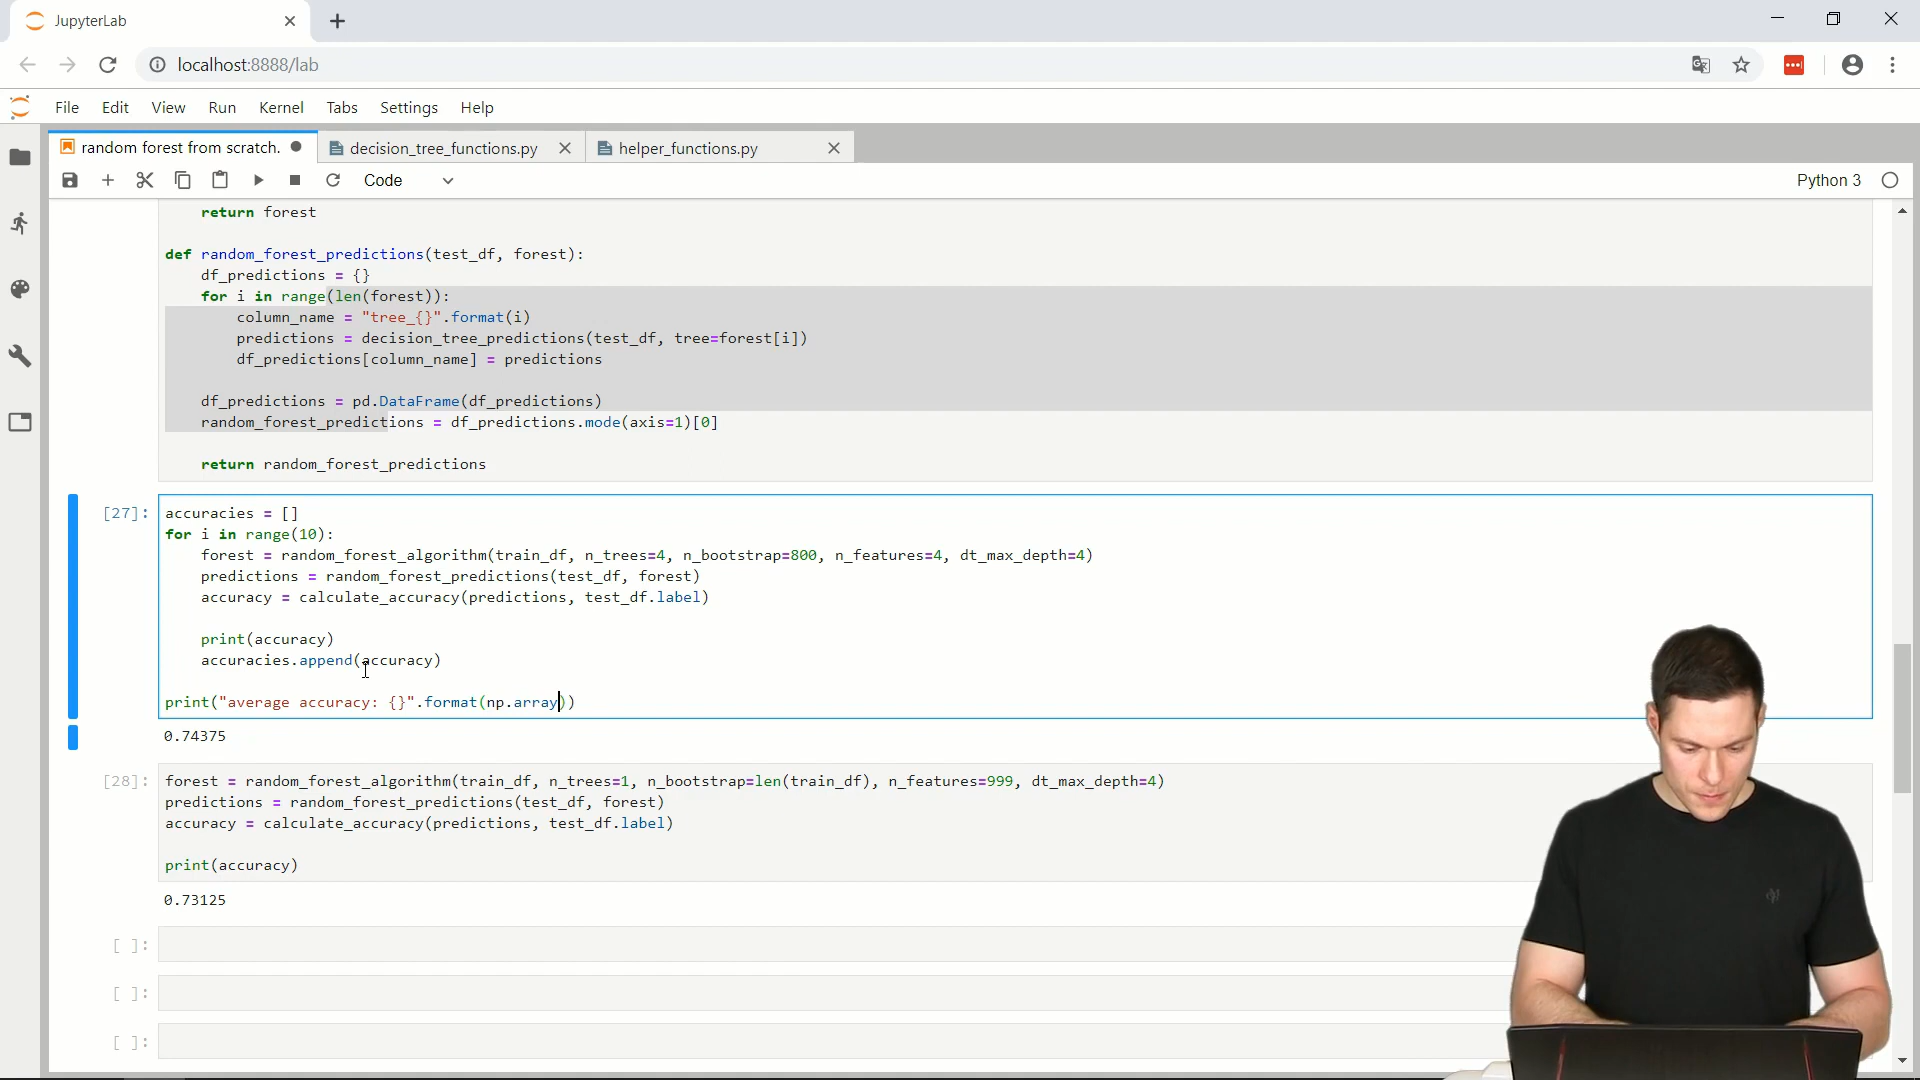 JupyterLab
localhost:8888/lab
File Edit View Run Kernel Tabs Settings Help
random forest from scratch. decision_tree_functions.py helper_functions.py
Code Python 3
return forest
def random_forest_predictions(test_df, forest):
df_predictions = {}
for i in range(len(forest)):
column_name = "tree_{}".format(i)
predictions = decision_tree_predictions(test_df, tree=forest[i])
df_predictions[column_name] = predictions
df_predictions = pd.DataFrame(df_predictions)
random_forest_predictions = df_predictions.mode(axis=1)[0]
return random_forest_predictions
[27]: accuracies = []
for i in range(10):
forest = random_forest_algorithm(train_df, n_trees=4, n_bootstrap=800, n_features=4, dt_max_depth=4)
predictions = random_forest_predictions(test_df, forest)
accuracy = calculate_accuracy(predictions, test_df.label)
print(accuracy)
accuracies.append(accuracy)
print("average accuracy: {}".format(np.array))
0.74375
[28]: forest = random_forest_algorithm(train_df, n_trees=1, n_bootstrap=len(train_df), n_features=999, dt_max_depth=4)
predictions = random_forest_predictions(test_df, forest)
accuracy = calculate_accuracy(predictions, test_df.label)
print(accuracy)
0.73125
[ ]:
[ ]:
[ ]: